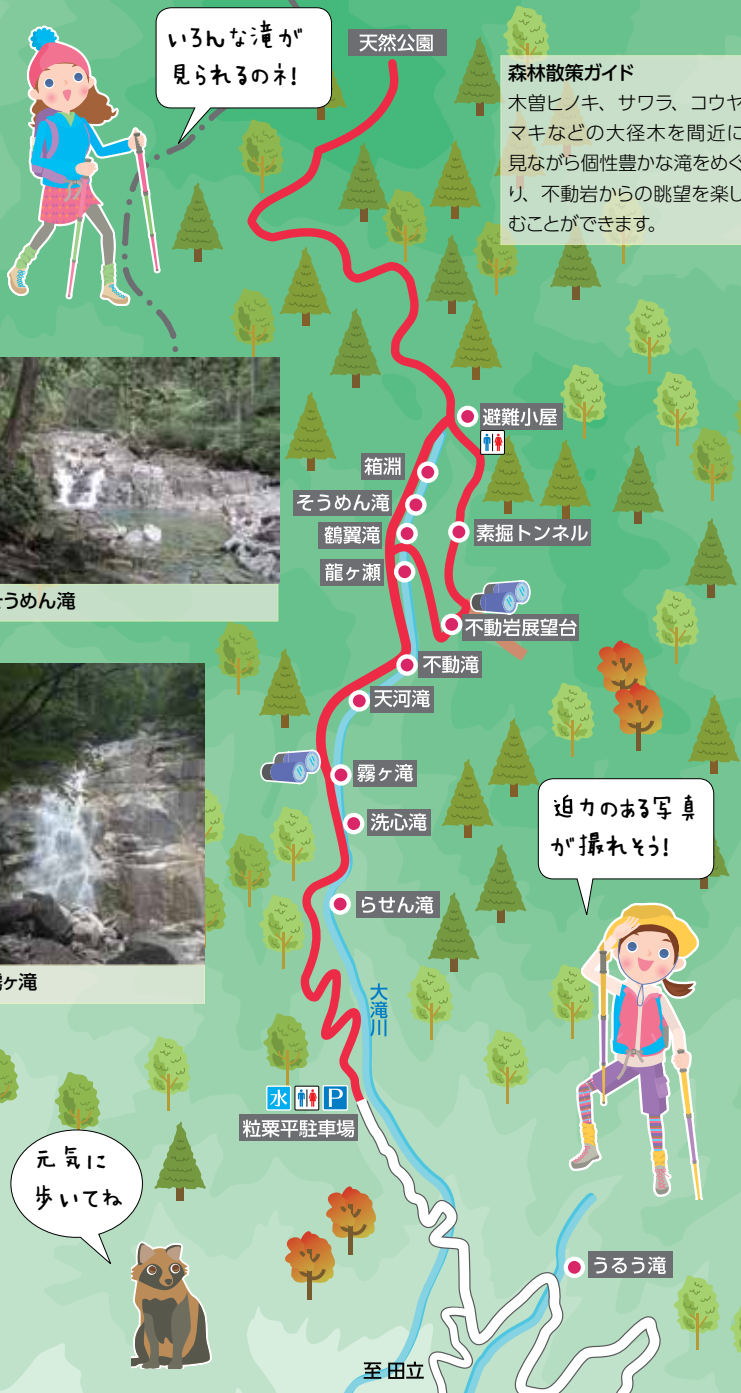 いろんな滝が
見られるのネ!
天然公園
森林散策ガイド
木曽ヒノキ、サワラ、コウヤ
マキなどの大径木を間近に
見ながら個性豊かな滝をめぐ
り、不動岩からの眺望を楽し
むことができます。
避難小屋
箱淵
そうめん滝
鶴翼滝
素掘トンネル
龍ヶ瀬
そうめん滝
不動岩展望台
不動滝
天河滝
霧ヶ滝
洗心滝
迫力のある写真
が撮れそう!
らせん滝
霧ヶ滝
大滝川
水
P
粒栗平駐車場
元気に
歩いてね
うるう滝
至 田立